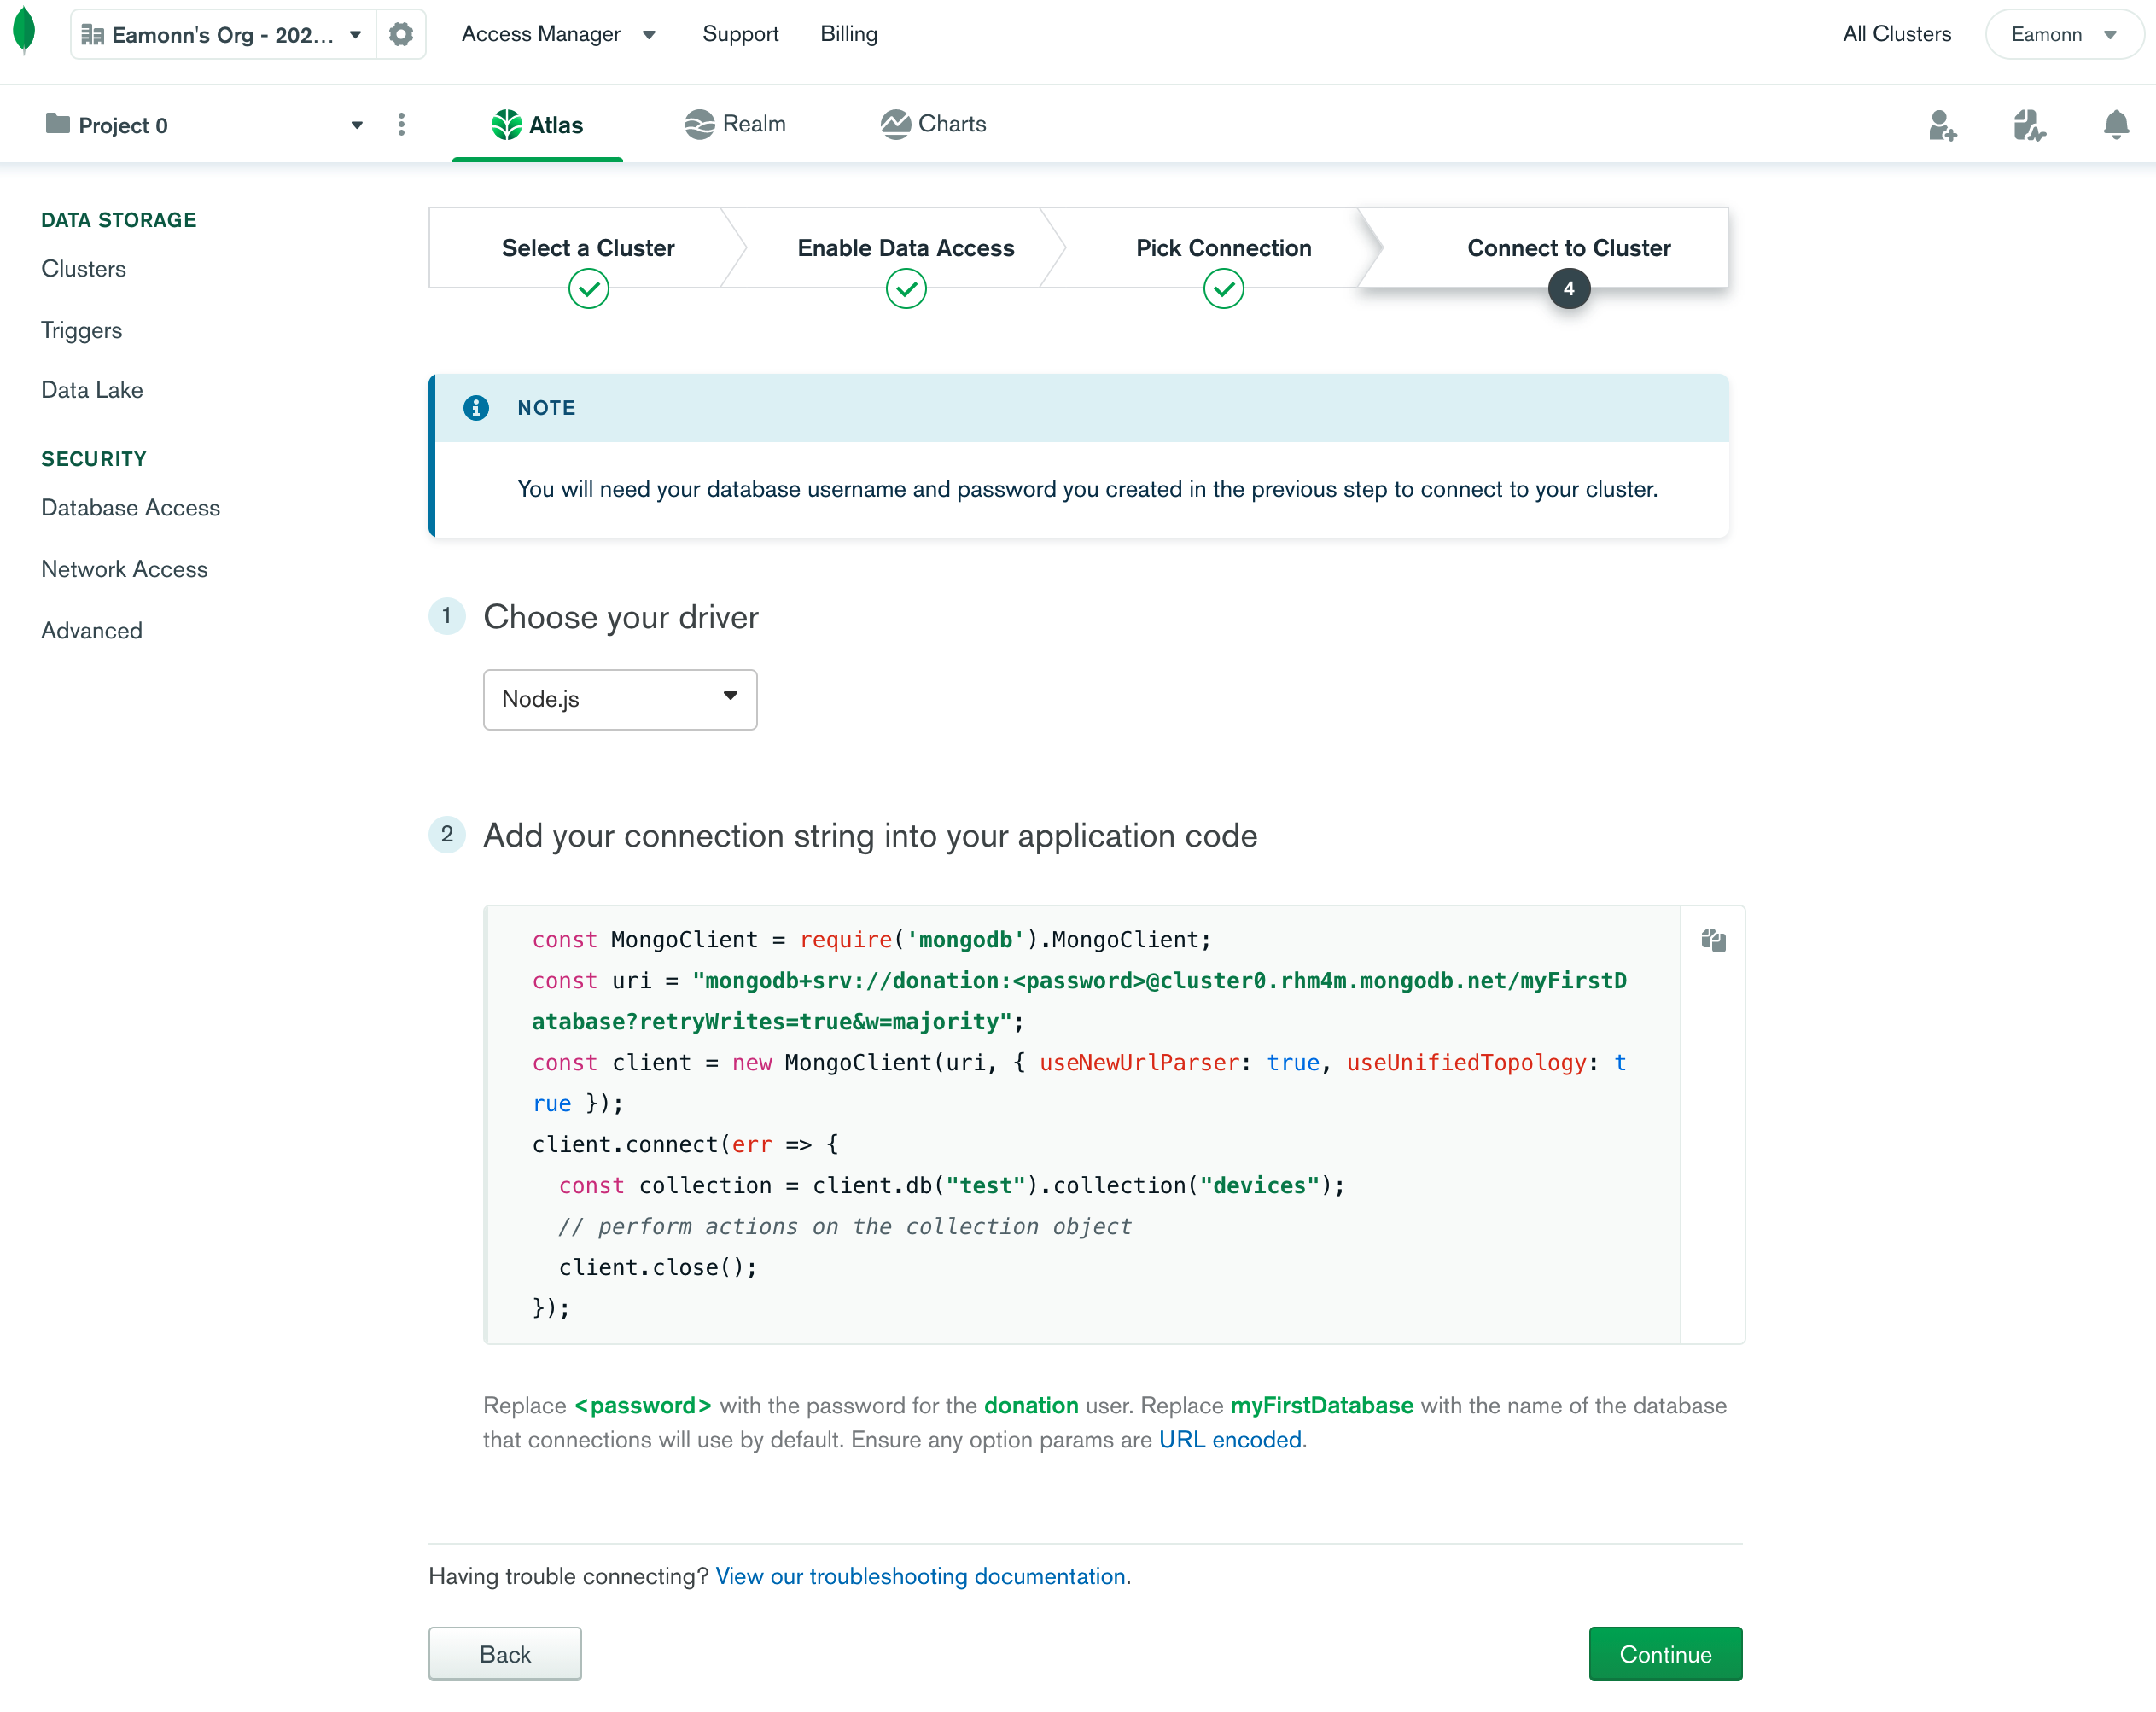 Eamonn's Org - 202...
Access Manager
Support
Billing
All Clusters
Eamonn
Project 0
Atlas
Realm
Charts
DATA STORAGE
Clusters
Triggers
Data Lake
SECURITY
Database Access
Network Access
Advanced
Select a Cluster
Enable Data Access
Pick Connection
Connect to Cluster
4
NOTE
You will need your database username and password you created in the previous step to connect to your cluster.
1 Choose your driver
Node.js
2 Add your connection string into your application code
const MongoClient = require('mongodb').MongoClient;
const uri = "mongodb+srv://donation:<password>@cluster0.rhm4m.mongodb.net/myFirstD
atabase?retryWrites=true&w=majority";
const client = new MongoClient(uri, { useNewUrlParser: true, useUnifiedTopology: t
rue });
client.connect(err => {
  const collection = client.db("test").collection("devices");
  // perform actions on the collection object
  client.close();
});
Replace <password> with the password for the donation user. Replace myFirstDatabase with the name of the database
that connections will use by default. Ensure any option params are URL encoded.
Having trouble connecting? View our troubleshooting documentation.
Back
Continue